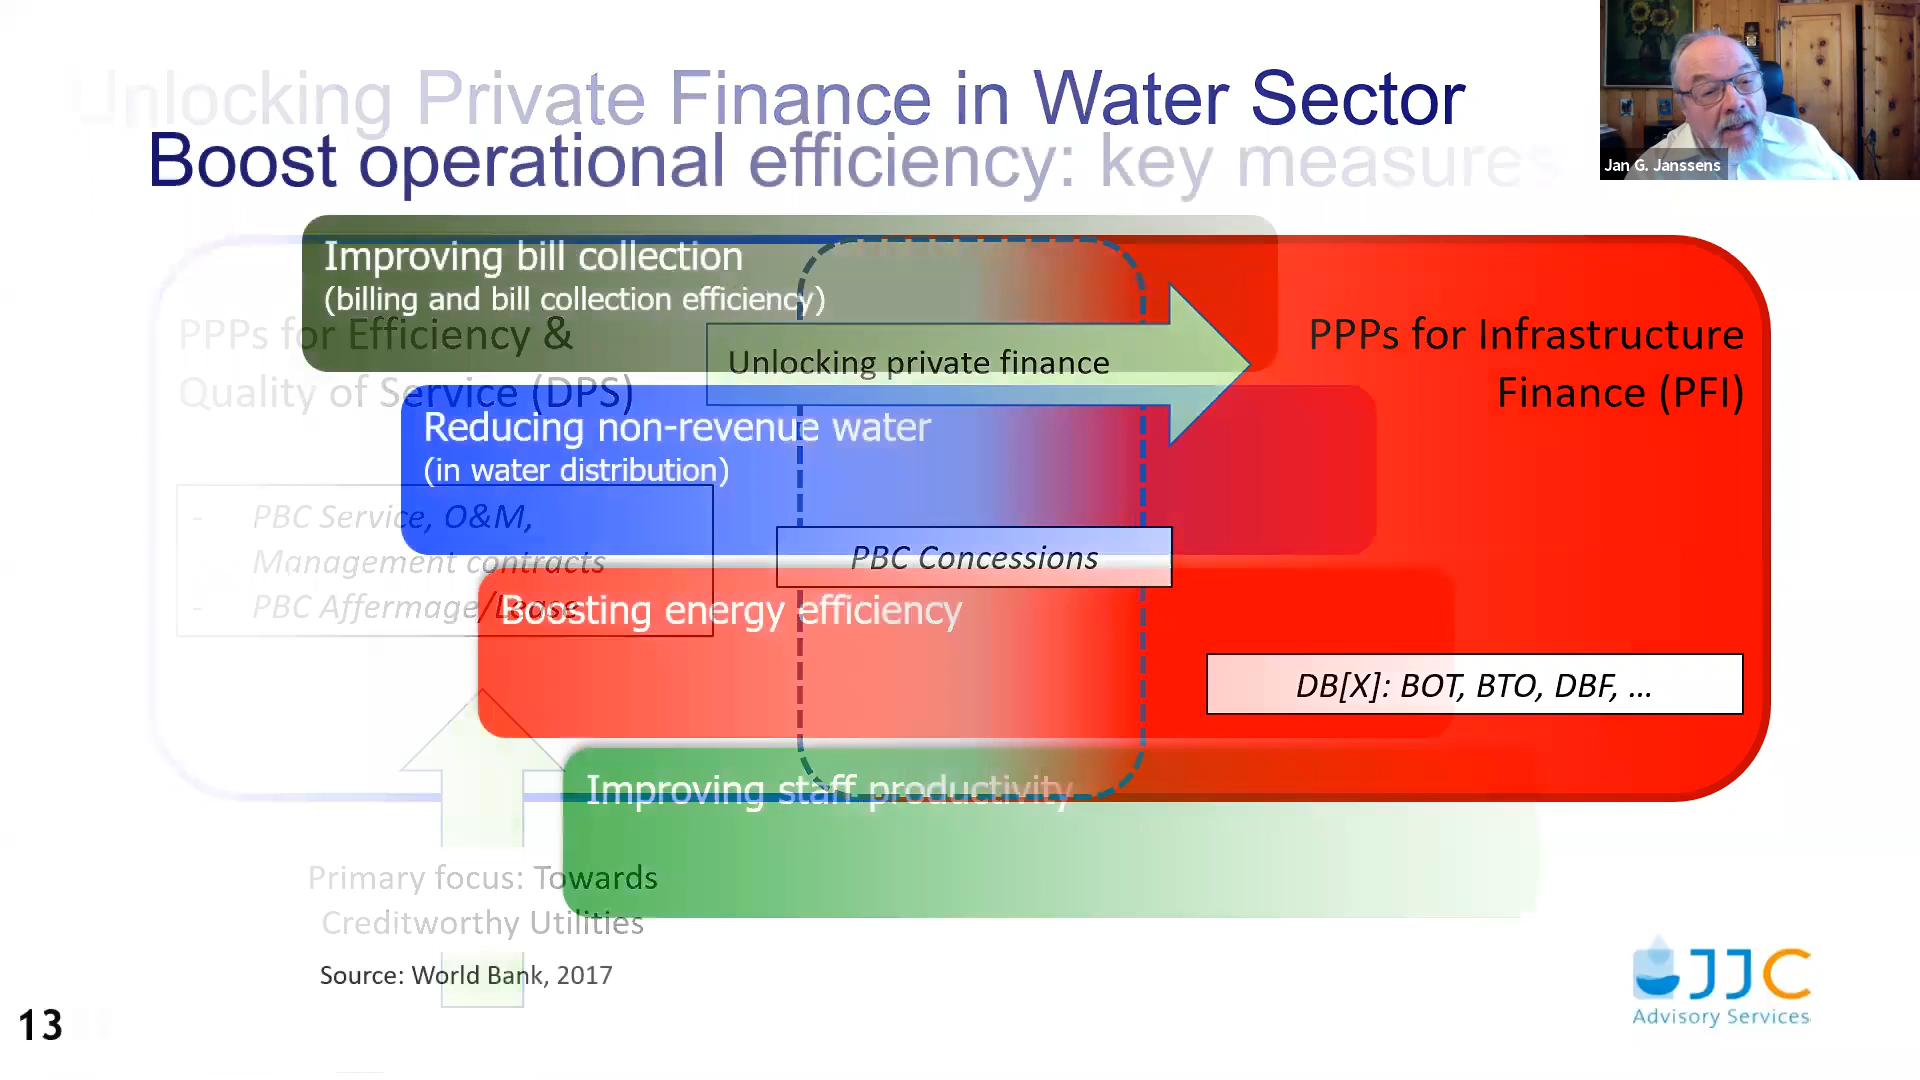 Unlocking Private Finance in Water Sector
Boost operational efficiency: key measures
Jan G. Janssens
Improving bill collection
(billing and bill collection efficiency)
PPPs for Efficiency &
Quality of Service (DPS)
Unlocking private finance
PPPs for Infrastructure
Finance (PFI)
Reducing non-revenue water
(in water distribution)
- PBC Service, O&M,
Management contracts
- PBC Affermage/Lease
PBC Concessions
Boosting energy efficiency
DB[X]: BOT, BTO, DBF, ...
Improving staff productivity
Primary focus: Towards
Creditworthy Utilities
Source: World Bank, 2017
13
JJC
Advisory Services